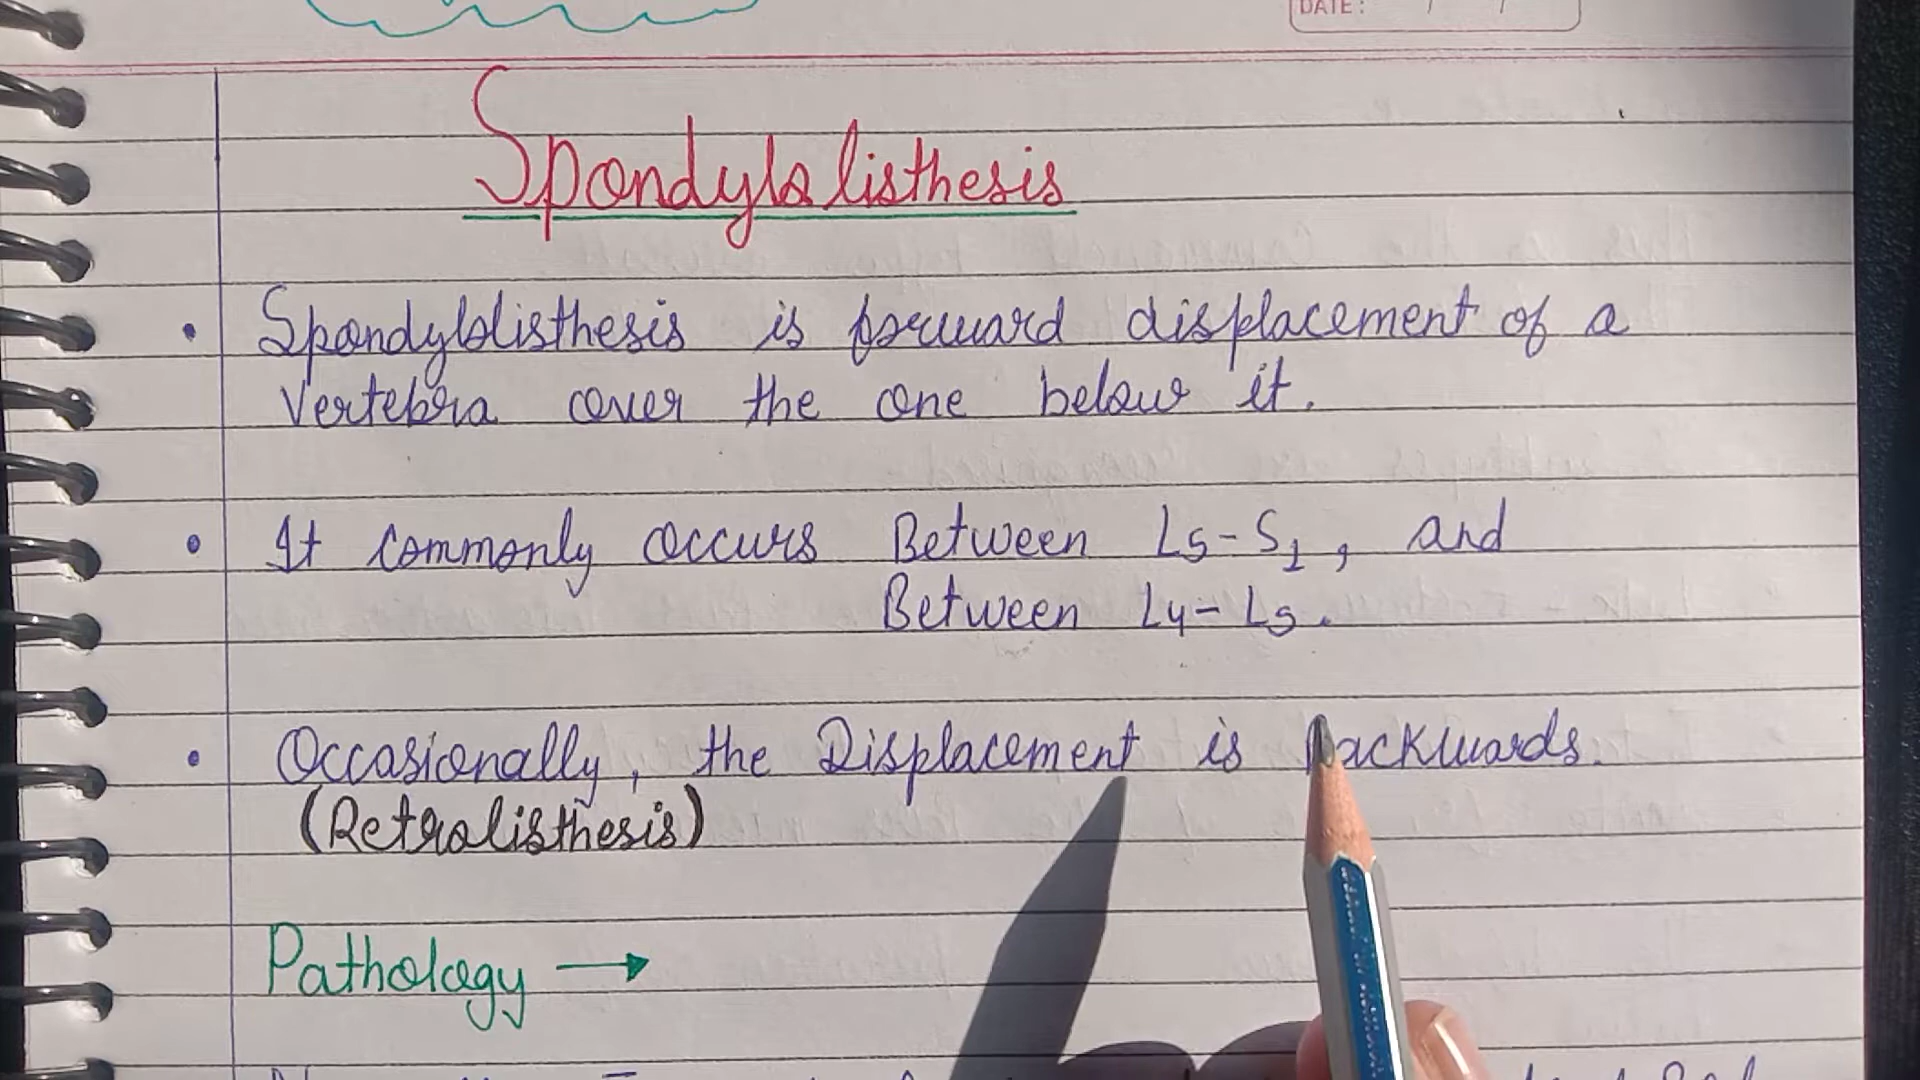 DATE: / /
Spondylolisthesis
• Spondylolisthesis is forward displacement of a
Vertebra over the one below it.
• It commonly occurs Between L5-S1, and
Between L4-L5.
• Occasionally, the Displacement is Backwards.
(Retrolisthesis)
Pathology →